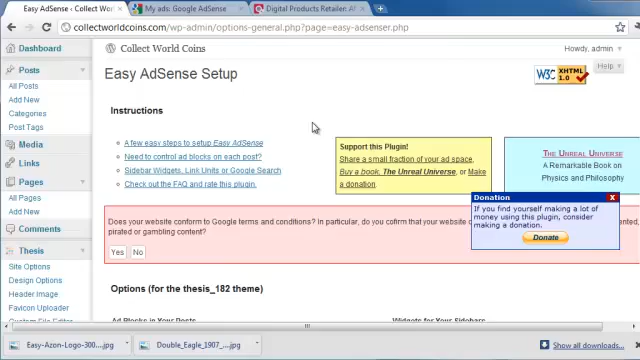 Easy AdSense ‹ Collect Worl
My ads: Google AdSense
Digital Products Retailer: Af
collectworldcoins.com/wp-admin/options-general.php?page=easy-adsenser.php
Dashboard
Collect World Coins
Howdy, admin
Help
Posts
All Posts
Add New
Categories
Post Tags
Media
Links
Pages
All Pages
Add New
Comments
Thesis
Site Options
Design Options
Header Image
Favicon Uploader
Easy AdSense Setup
W3C XHTML 1.0
Instructions
A few easy steps to setup Easy AdSense
Need to control ad blocks on each post?
Sidebar Widgets, Link Units or Google Search
Check out the FAQ and rate this plugin.
Support this Plugin!
Share a small fraction of your ad space,
Buy a book, The Unreal Universe, or Make
a donation.
The Unreal Universe
A Remarkable Book on
Physics and Philosophy
Donation
X
If you find yourself making a lot of
money using this plugin, consider
making a donation.
Donate
Does your website conform to Google terms and conditions? In particular, do you cofirm that your website
pirated or gambling content?
Yes
No
Options (for the thesis_182 theme)
Ad Blocks in Your Posts
Widgets for Your Sidebars
Easy-Azon-Logo-300....jpg
Double_Eagle_1907_....jpg
Show all downloads...